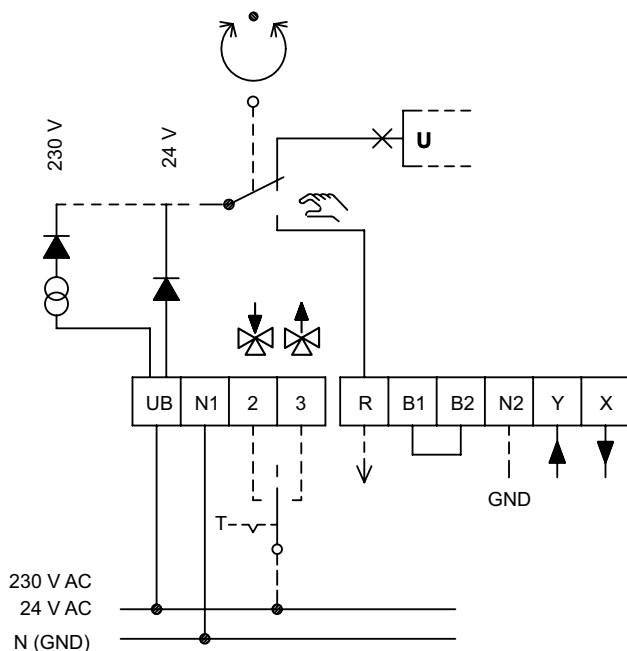 230 V
24 V
U
UB N1 2 3 R B1 B2 N2 Y X
GND
T
230 V AC
24 V AC
N (GND)